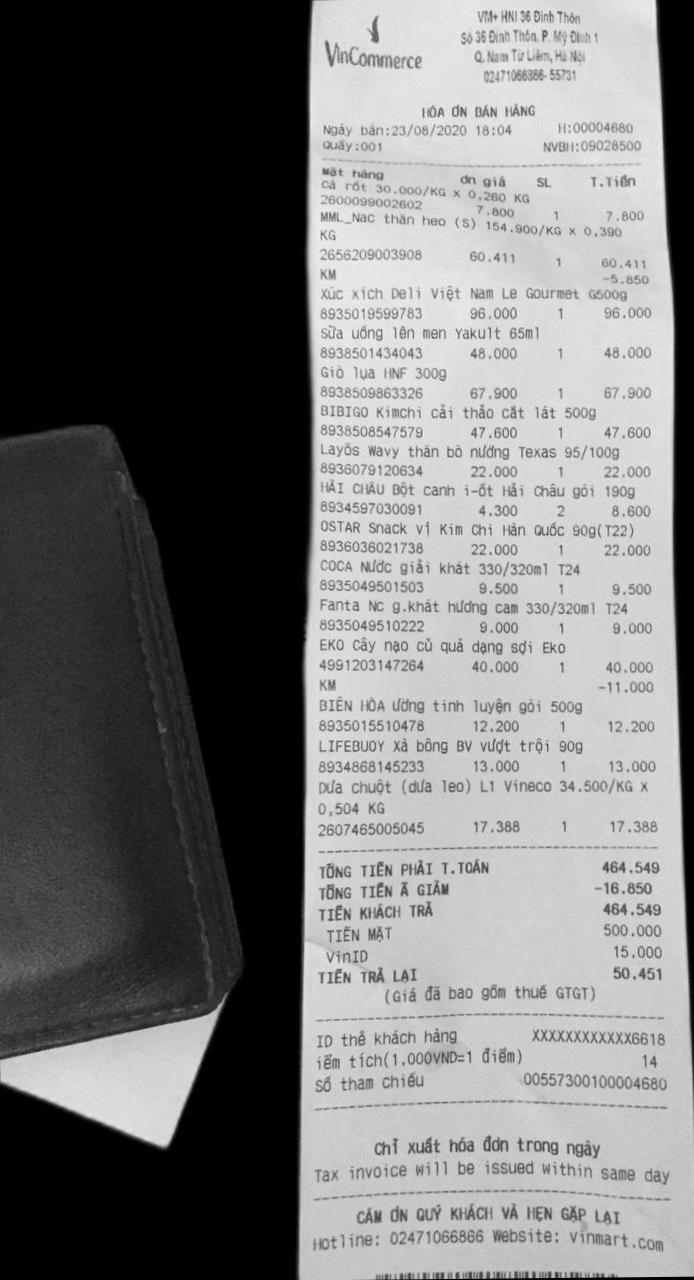 VinCommerce
VM+ HNI 36 Đình Thôn
Số 36 Đình Thôn, P. Mỹ Đình 1
Q. Nam Từ Liêm, Hà Nội
02471066866- 55731
HÓA ƠN BÁN HÀNG
Ngày bán:23/08/2020 18:04 H:00004680
Quầy:001 NVBH:09028500
Mặt hàng ơn giá SL T.Tiền
Cà rốt 30.000/KG X 0,260 KG
2600099002602 7.800 1 7.800
MML_Nạc thăn heo (S) 154.900/KG X 0,390
KG
2656209003908 60.411 1 60.411
KM -5.850
Xúc xích Deli Việt Nam Le Gourmet G500g
8935019599783 96.000 1 96.000
Sữa uống lên men Yakult 65ml
8938501434043 48.000 1 48.000
Giò lụa HNF 300g
8938509863326 67.900 1 67.900
BIBIGO Kimchi cải thảo cắt lát 500g
8938508547579 47.600 1 47.600
Layõs Wavy thăn bò nướng Texas 95/100g
8936079120634 22.000 1 22.000
HẢI CHÂU Bột canh i-ốt Hải Châu gói 190g
8934597030091 4.300 2 8.600
OSTAR Snack vị Kim Chi Hàn Quốc 90g(T22)
8936036021738 22.000 1 22.000
COCA Nước giải khát 330/320ml T24
8935049501503 9.500 1 9.500
Fanta Nc g.khát hương cam 330/320ml T24
8935049510222 9.000 1 9.000
EKO Cây nạo củ quả dạng sợi Eko
4991203147264 40.000 1 40.000
KM -11.000
BIÊN HÒA ường tinh luyện gói 500g
8935015510478 12.200 1 12.200
LIFEBUOY Xà bông BV vượt trội 90g
8934868145233 13.000 1 13.000
Dưa chuột (dưa leo) L1 Vineco 34.500/KG X
0,504 KG
2607465005045 17.388 1 17.388
TỔNG TIỀN PHẢI T.TOÁN 464.549
TỔNG TIỀN Ã GIẢM -16.850
TIỀN KHÁCH TRẢ 464.549
TIỀN MẶT 500.000
VinID 15.000
TIỀN TRẢ LẠI 50.451
(Giá đã bao gồm thuế GTGT)
ID thẻ khách hàng XXXXXXXXXXXX6618
iểm tích(1.000VND=1 điểm) 14
Số tham chiếu 00557300100004680
Chỉ xuất hóa đơn trong ngày
Tax invoice will be issued within same day
CẢM ƠN QUÝ KHÁCH VÀ HẸN GẶP LẠI
Hotline: 02471066866 Website: vinmart.com